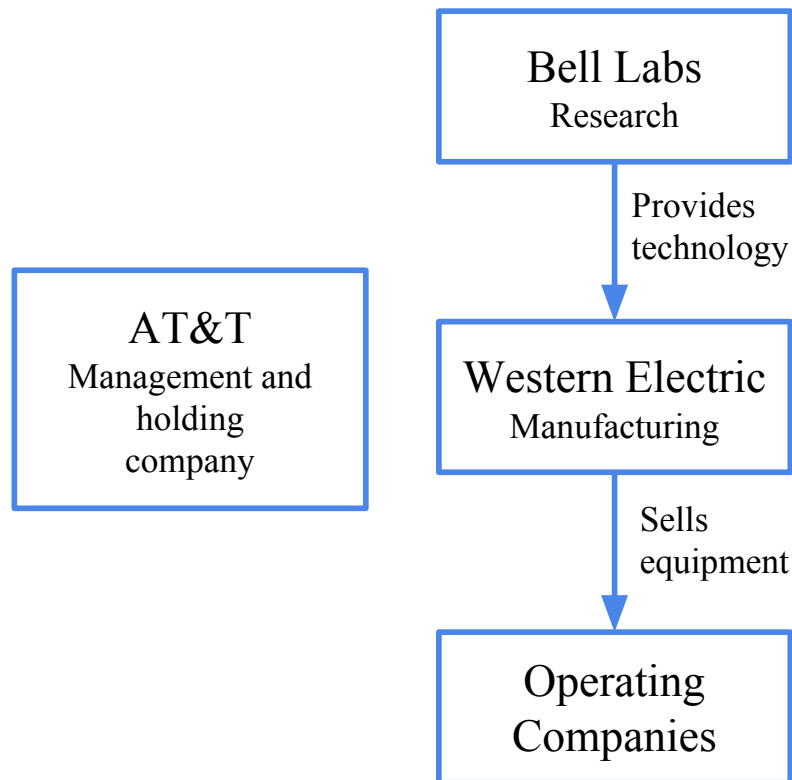 Bell Labs
Research
Provides
technology
AT&T
Management and
holding
company
Western Electric
Manufacturing
Sells
equipment
Operating
Companies